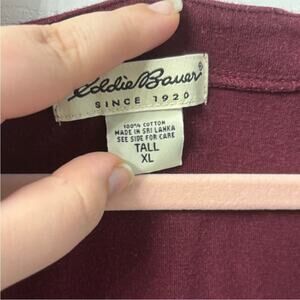 Eddie Bauer®
SINCE 1920
100% COTTON
MADE IN SRI LANKA
SEE SIDE FOR CARE
TALL
XL